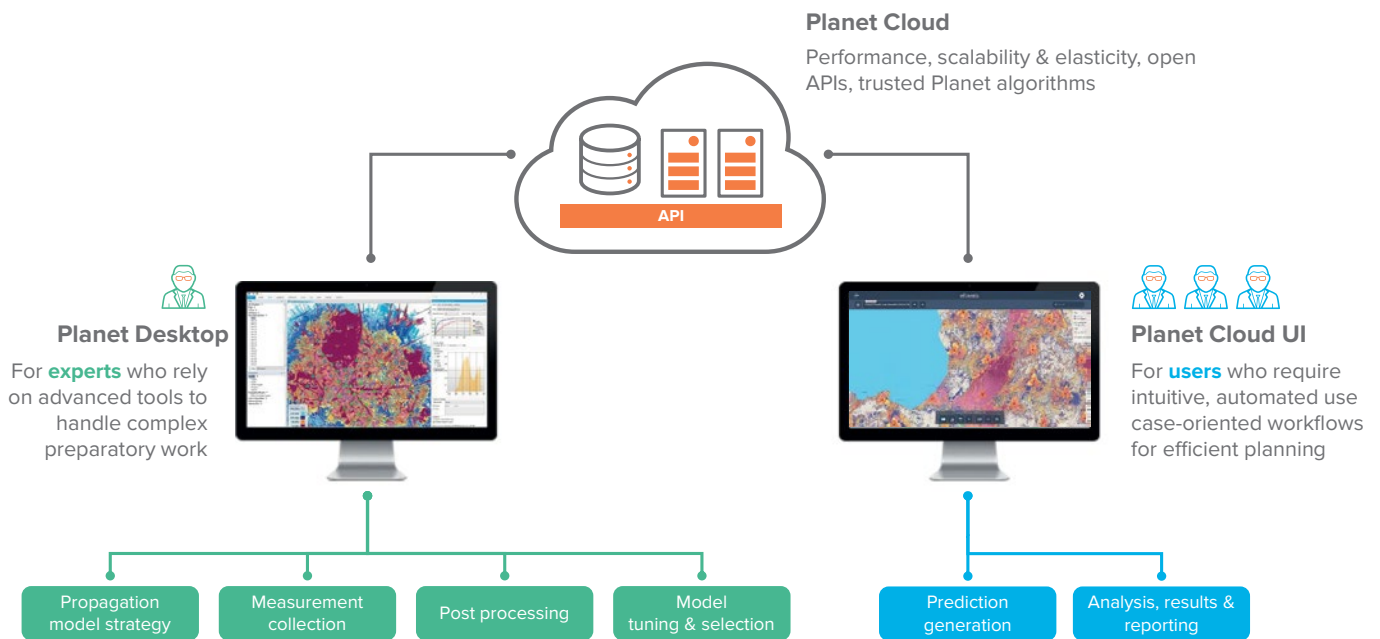 Planet Cloud
Performance, scalability & elasticity, open
APIs, trusted Planet algorithms
API
Planet Desktop
For experts who rely
on advanced tools to
handle complex
preparatory work
Planet Cloud UI
For users who require
intuitive, automated use
case-oriented workflows
for efficient planning
Propagation
model strategy
Measurement
collection
Post processing
Model
tuning & selection
Prediction
generation
Analysis, results &
reporting